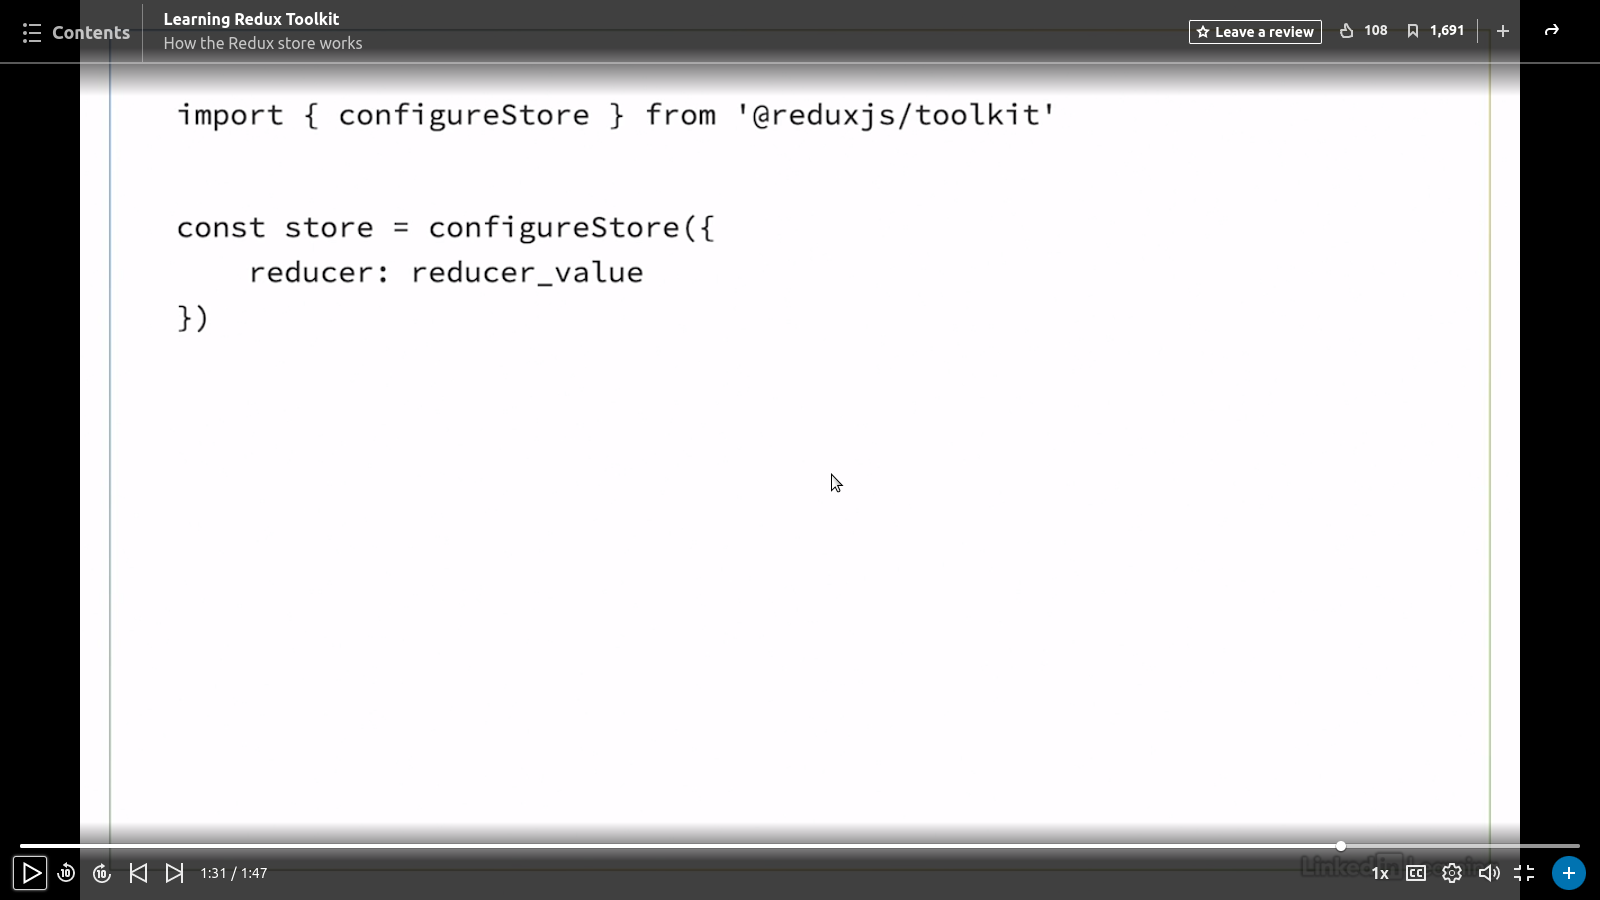 Contents
Learning Redux Toolkit
How the Redux store works
Leave a review
108
1,691
import { configureStore } from '@reduxjs/toolkit'
const store = configureStore({
    reducer: reducer_value
})
10
10
1:31 / 1:47
LinkedIn Learning
1x
CC